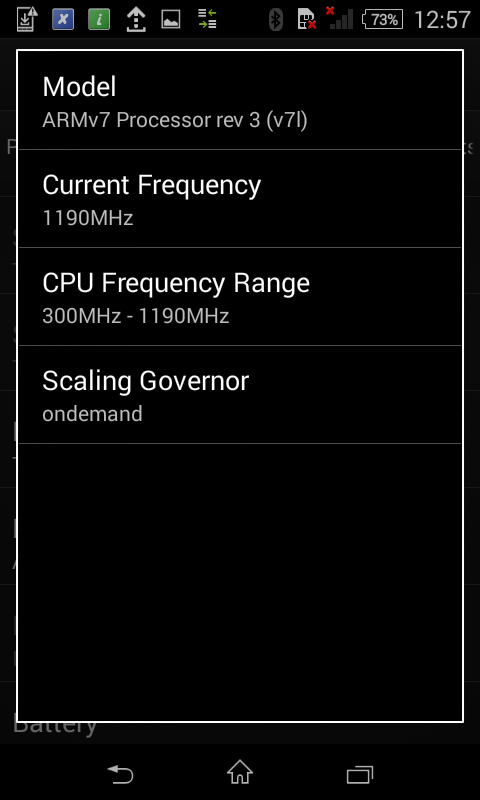 73% 12:57
Model
ARMv7 Processor rev 3 (v7l)
Current Frequency
1190MHz
CPU Frequency Range
300MHz - 1190MHz
Scaling Governor
ondemand
Battery